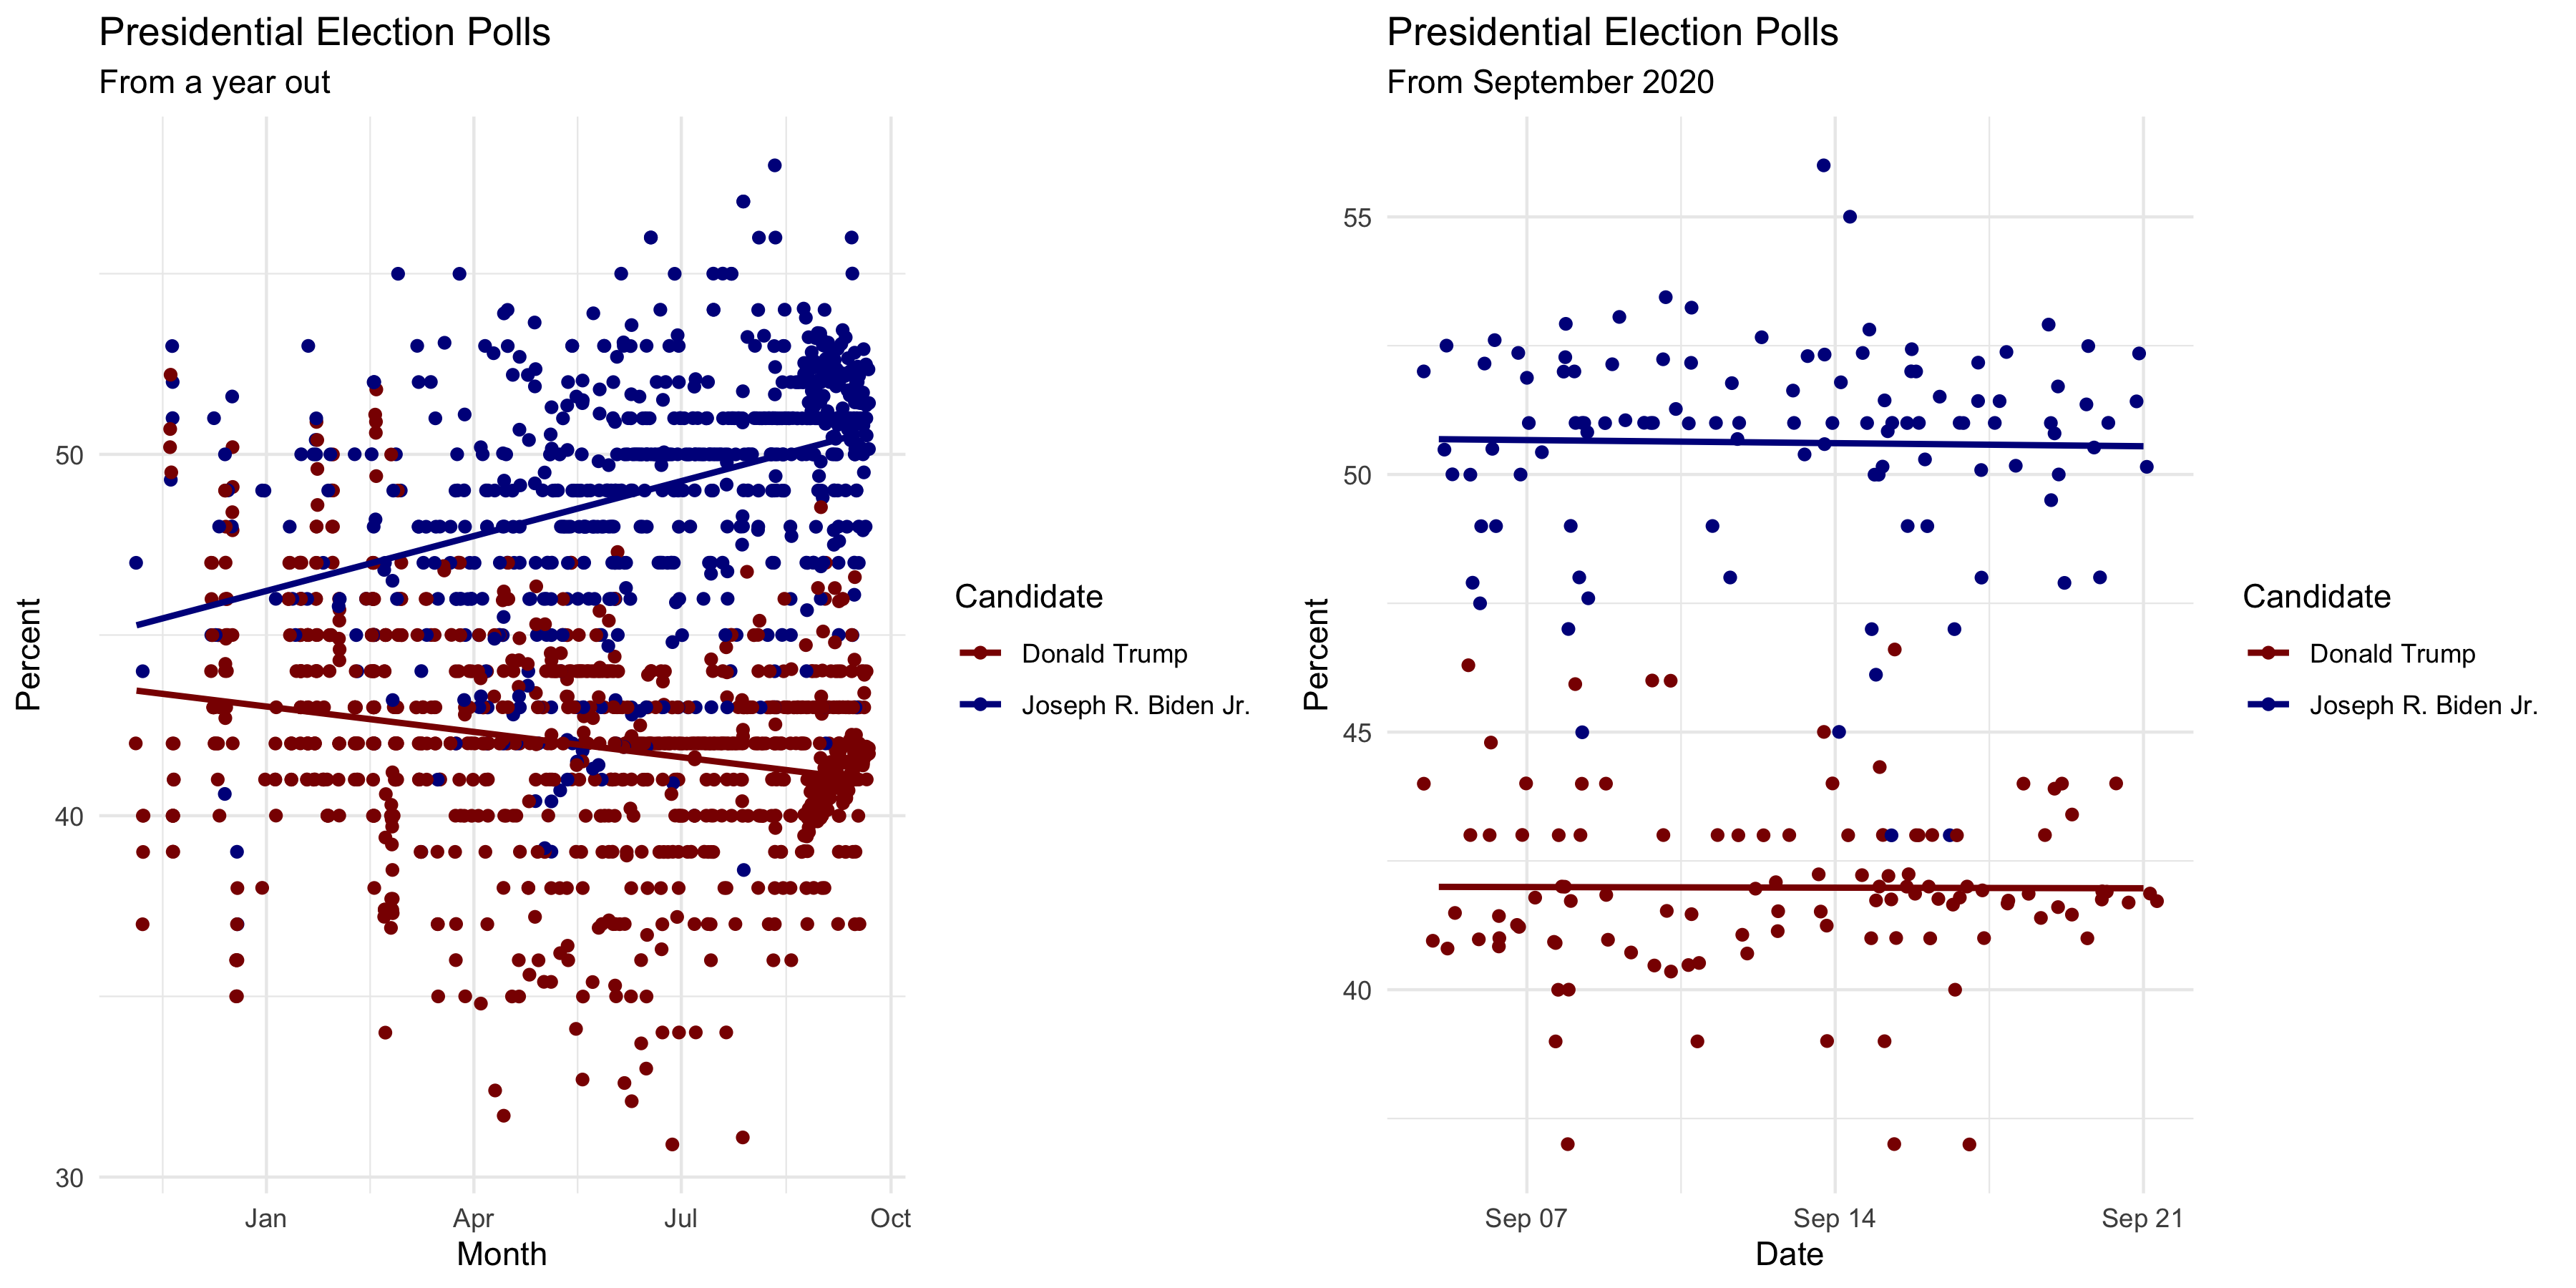 Presidential Election Polls
From a year out
Percent
50
40
30
Jan
Apr
Jul
Oct
Month
Candidate
Donald Trump
Joseph R. Biden Jr.
Presidential Election Polls
From September 2020
Percent
55
50
45
40
Sep 07
Sep 14
Sep 21
Date
Candidate
Donald Trump
Joseph R. Biden Jr.